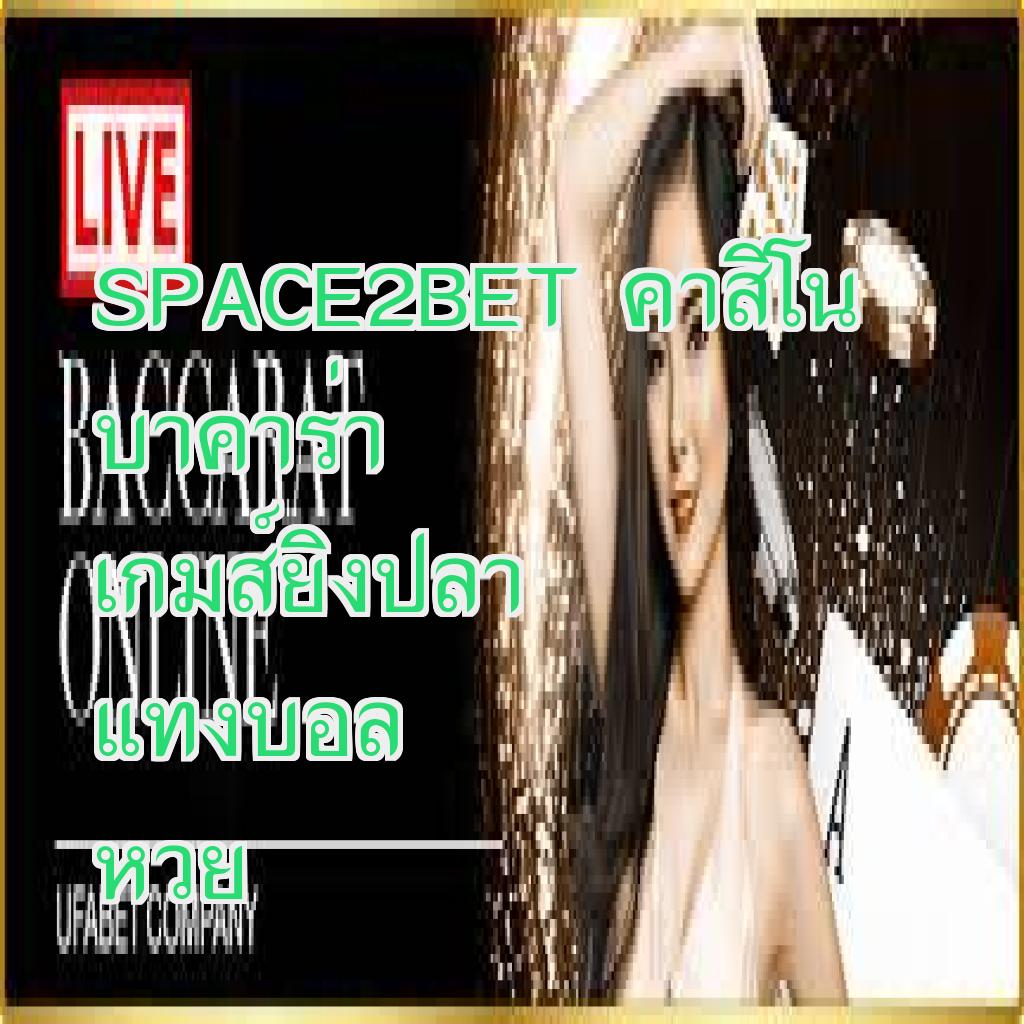 LIVE
SPACE2BET คาสิโน
BACCARAT
บาคาร่า
ONLINE
เกมส์ยิงปลา
แทงบอล
หวย
UFABET COMPANY
A